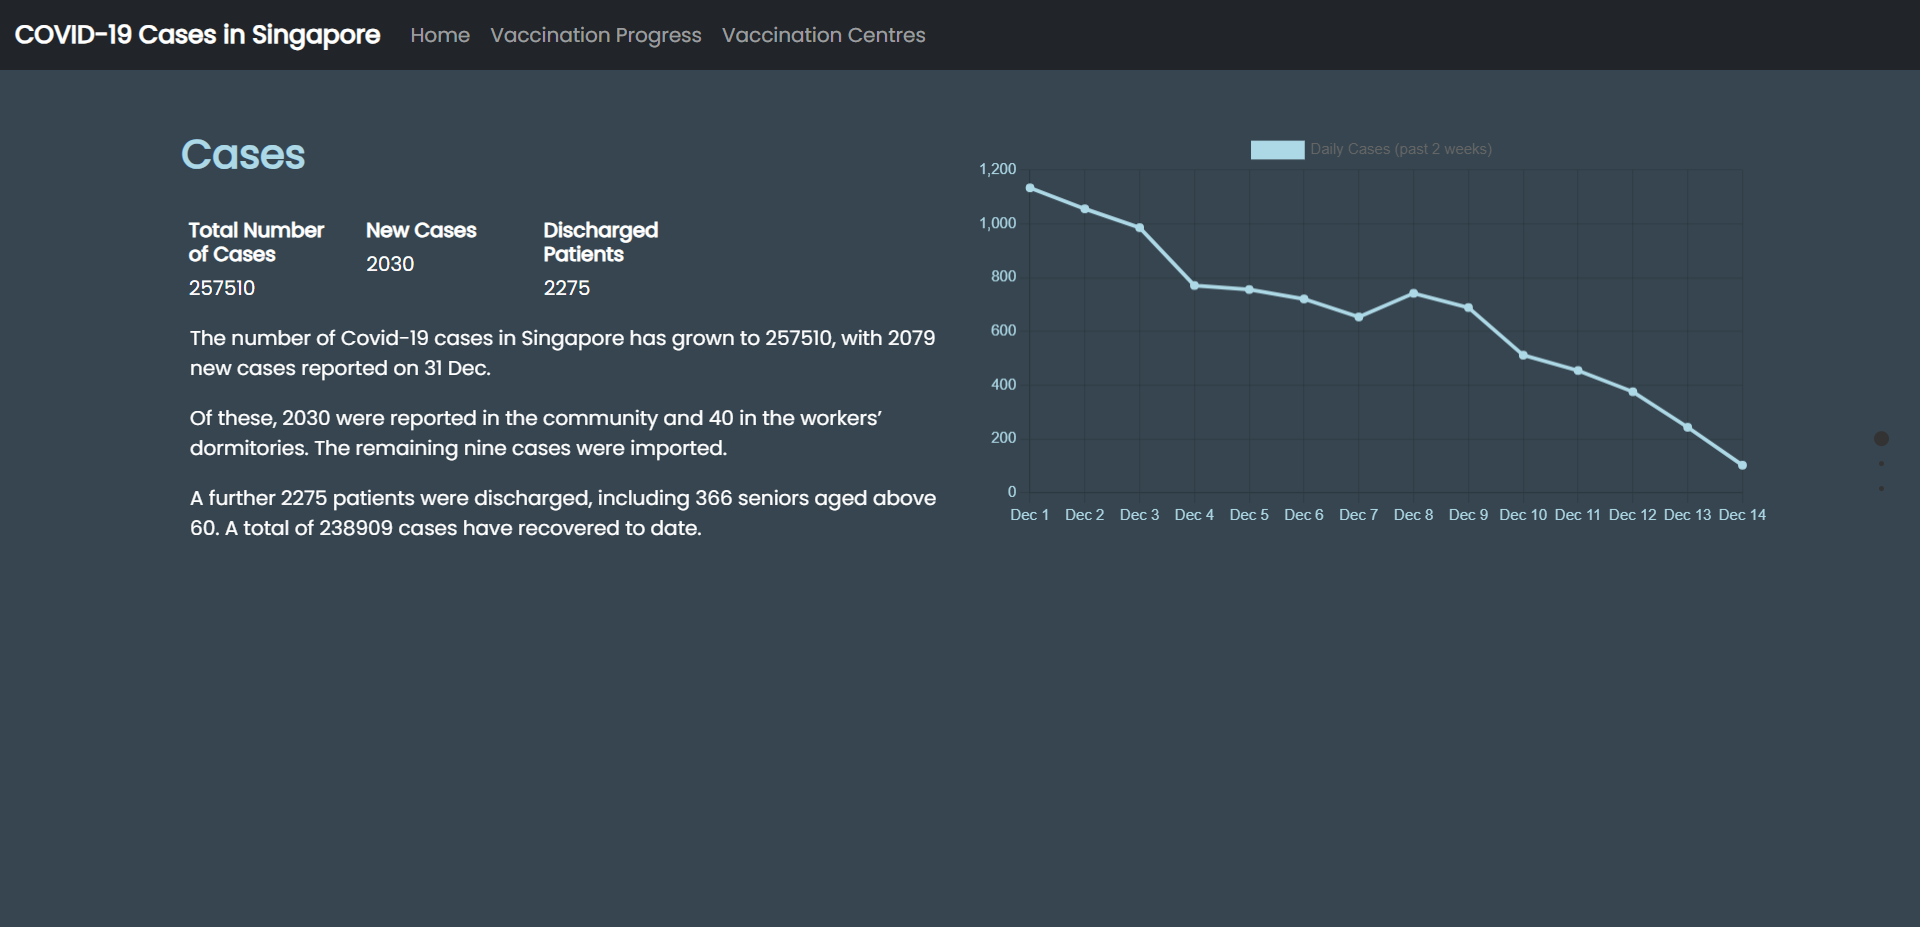 COVID-19 Cases in Singapore Home Vaccination Progress Vaccination Centres
Cases
Total Number
of Cases
257510
New Cases
2030
Discharged
Patients
2275
The number of Covid-19 cases in Singapore has grown to 257510, with 2079
new cases reported on 31 Dec.
Of these, 2030 were reported in the community and 40 in the workers’
dormitories. The remaining nine cases were imported.
A further 2275 patients were discharged, including 366 seniors aged above
60. A total of 238909 cases have recovered to date.
Daily Cases (past 2 weeks)
1,200
1,000
800
600
400
200
0
Dec 1 Dec 2 Dec 3 Dec 4 Dec 5 Dec 6 Dec 7 Dec 8 Dec 9 Dec 10 Dec 11 Dec 12 Dec 13 Dec 14